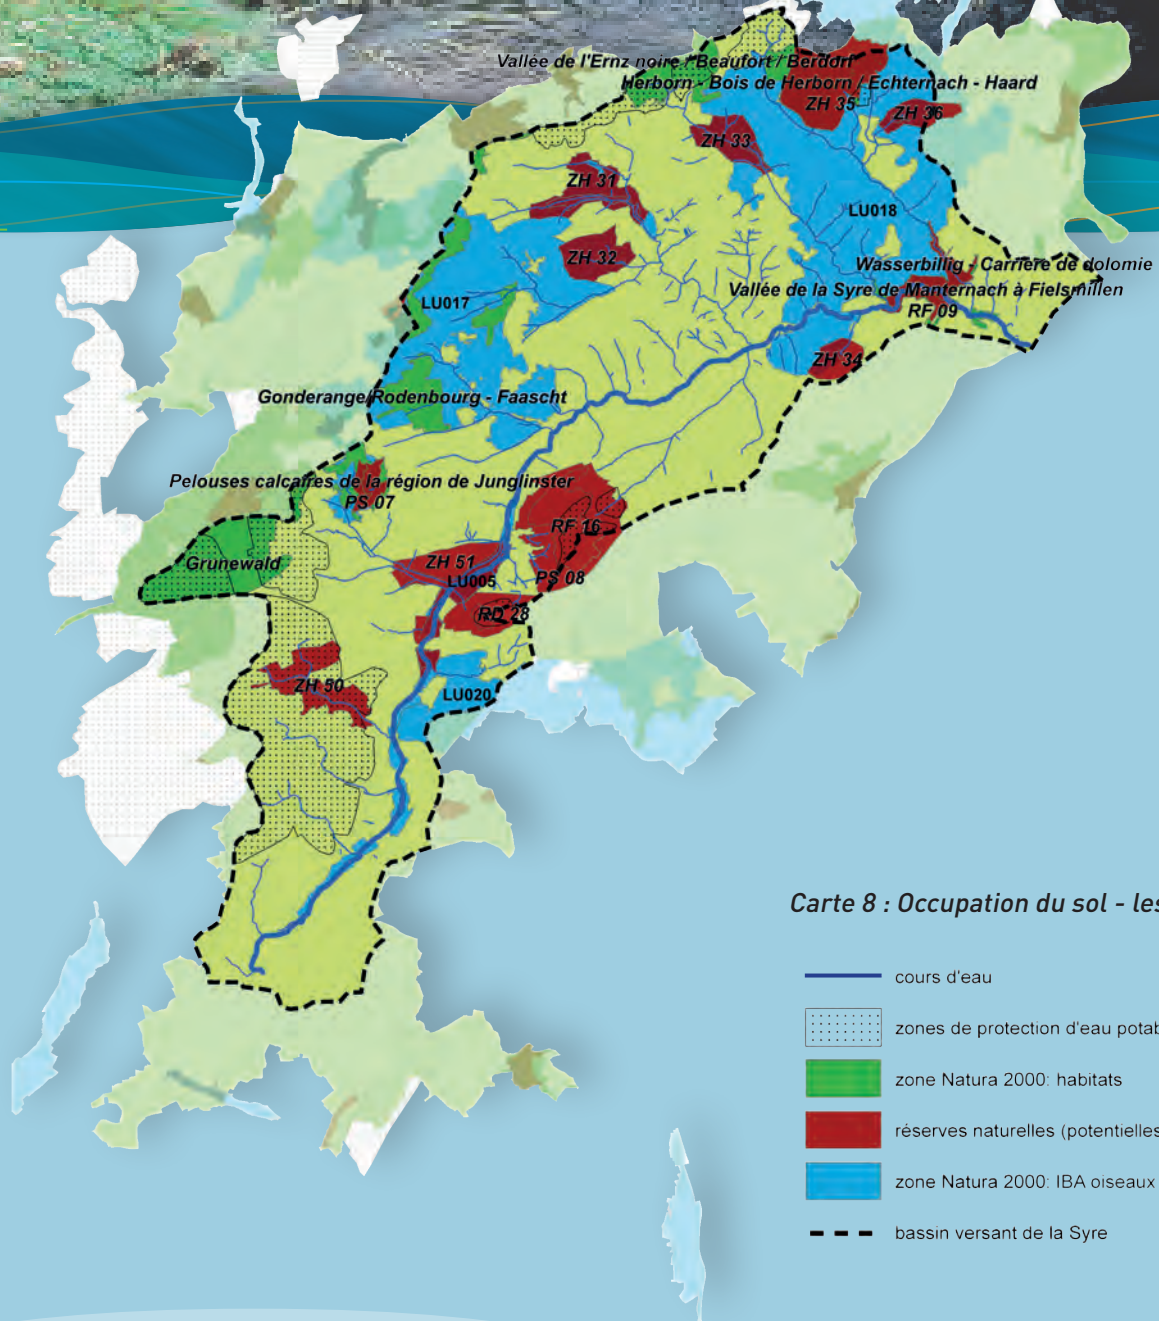 Vallée de l'Ernz noire / Beaufort / Berdorf
Herborn - Bois de Herborn / Echternach - Haard
ZH 35
ZH 36
ZH 33
ZH 31
LU018
ZH 32
Wasserbillig - Carrière de dolomie
Vallée de la Syre de Manternach à Fielsmillen
LU017
RF 09
ZH 34
Gonderange/Rodenbourg - Faascht
Pelouses calcaires de la région de Junglinster
PS 07
RF 16
Grunewald
ZH 51
LU005
PS 08
RD 28
ZH 50
LU020
Carte 8 : Occupation du sol - les
cours d'eau
zones de protection d'eau potab
zone Natura 2000: habitats
réserves naturelles (potentielles
zone Natura 2000: IBA oiseaux
bassin versant de la Syre